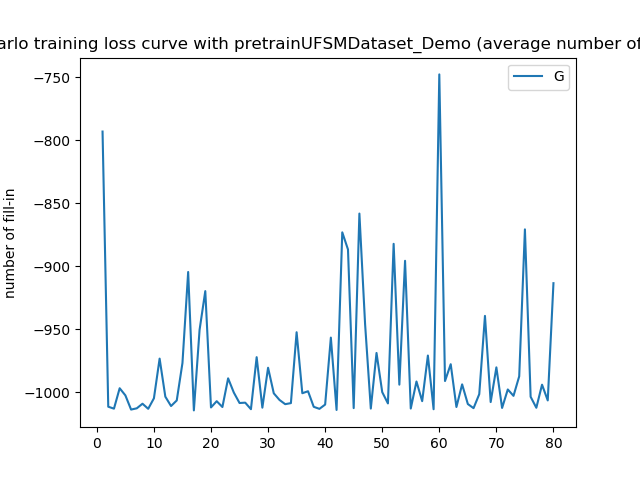 arlo training loss curve with pretrainUFSMDataset_Demo (average number of
G
number of fill-in
−750
−800
−850
−900
−950
−1000
0 10 20 30 40 50 60 70 80